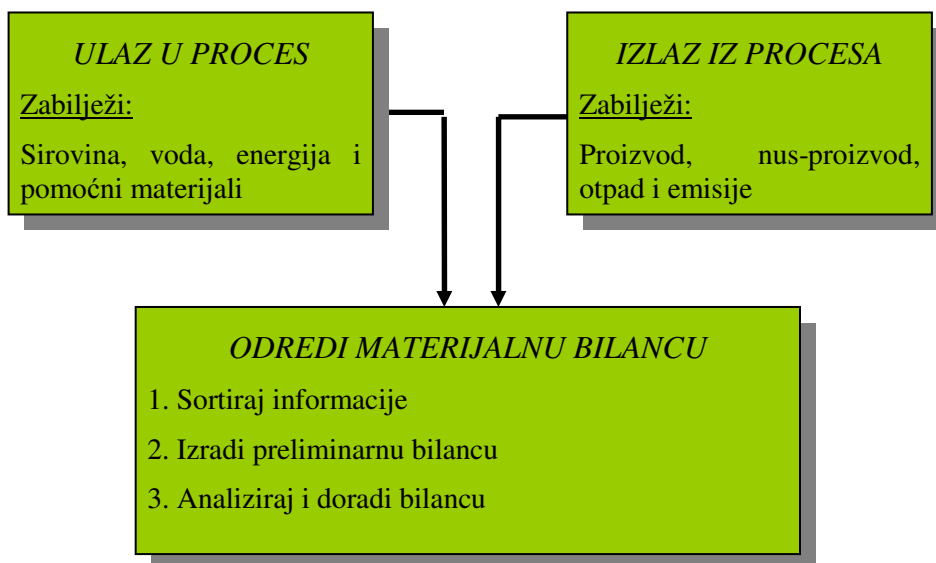 ULAZ U PROCES
Zabilježi:
Sirovina, voda, energija i
pomoćni materijali
IZLAZ IZ PROCESA
Zabilježi:
Proizvod, nus-proizvod,
otpad i emisije
ODREDI MATERIJALNU BILANCU
1. Sortiraj informacije
2. Izradi preliminarnu bilancu
3. Analiziraj i doradi bilancu